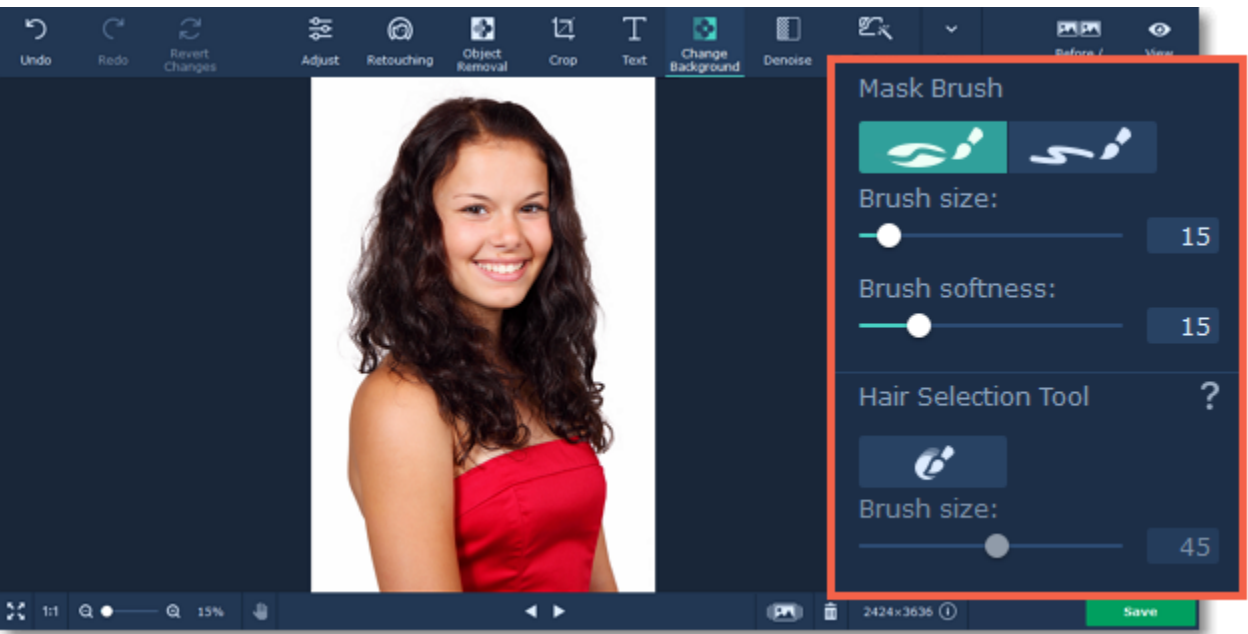 Undo
Redo
Revert
Changes
Adjust
Retouching
Object
Removal
Crop
Text
Change
Background
Denoise
Before /
View
Mask Brush
Brush size:
15
Brush softness:
15
Hair Selection Tool
?
Brush size:
45
1:1
15%
2424×3636
Save